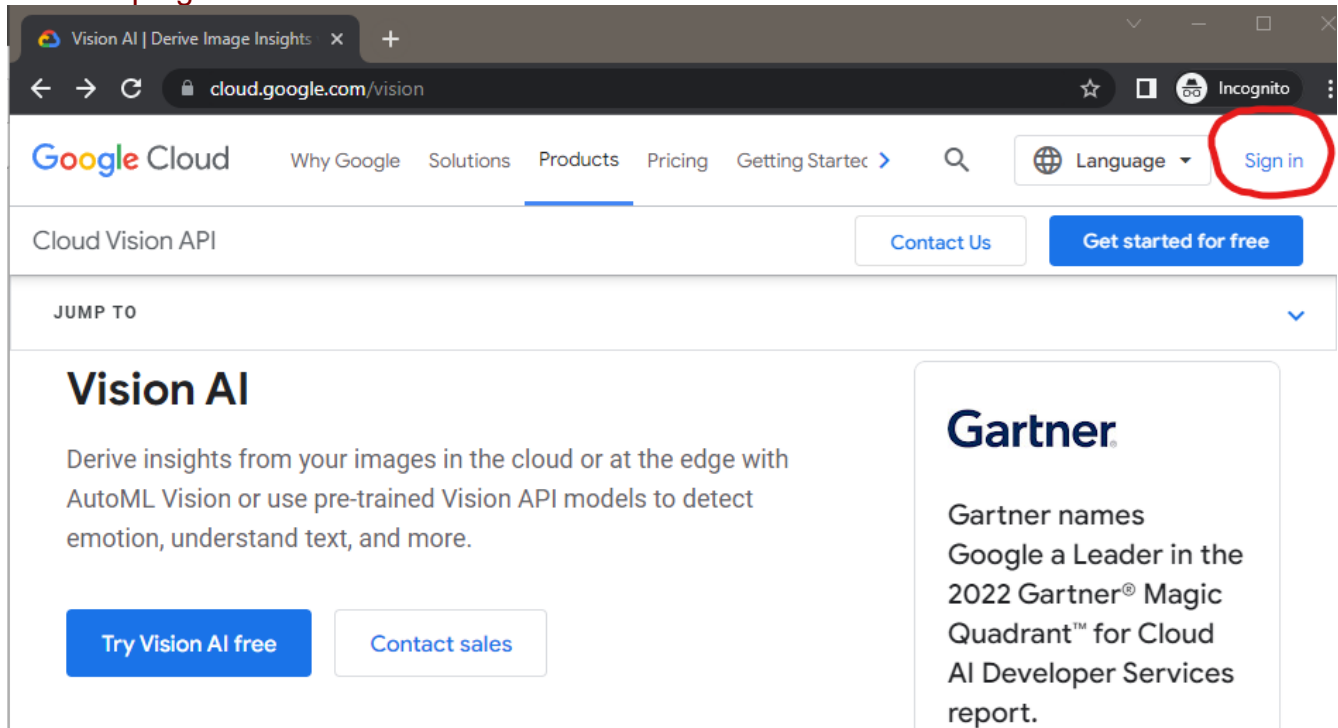 Vision AI | Derive Image Insights
cloud.google.com/vision
Incognito
Google Cloud Why Google Solutions Products Pricing Getting Started Language Sign in
Cloud Vision API Contact Us Get started for free
JUMP TO
Vision AI
Derive insights from your images in the cloud or at the edge with
AutoML Vision or use pre-trained Vision API models to detect
emotion, understand text, and more.
Try Vision AI free Contact sales
Gartner®
Gartner names
Google a Leader in the
2022 Gartner® Magic
Quadrant™ for Cloud
AI Developer Services
report.